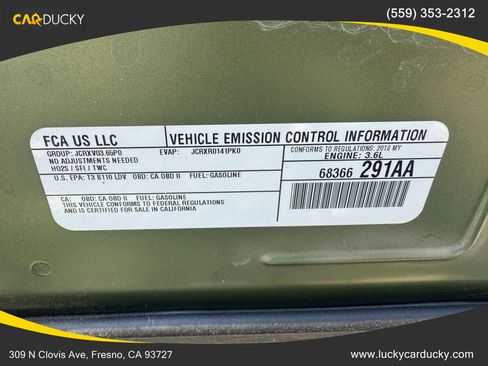 CARDUCKY
(559) 353-2312
FCA US LLC
VEHICLE EMISSION CONTROL INFORMATION
GROUP: JCRXV03.65P0 EVAP: JCRXR0141PK0
CONFORMS TO REGULATIONS: 2018 MY
NO ADJUSTMENTS NEEDED
ENGINE: 3.6L
HO2S / SFI / TWC
68366 291AA
U.S. EPA: T3 B110 LDV OBD: CA OBD II FUEL: GASOLINE
CA: OBD: CA OBD II FUEL: GASOLINE
THIS VEHICLE CONFORMS TO FEDERAL REGULATIONS
AND IS CERTIFIED FOR SALE IN CALIFORNIA
309 N Clovis Ave, Fresno, CA 93727
www.luckycarducky.com/